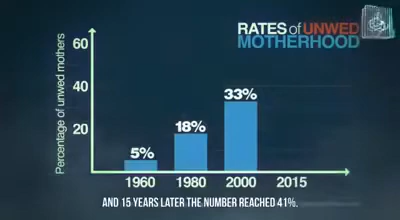 RATES of UNWED
MOTHERHOOD
Percentage of unwed mothers
60
40
20
5%
18%
33%
1960 1980 2000 2015
AND 15 YEARS LATER THE NUMBER REACHED 41%.